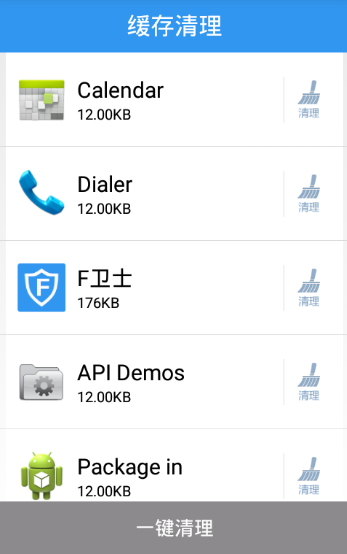 缓存清理
Calendar
12.00KB
清理
Dialer
12.00KB
清理
F
F卫士
176KB
清理
API Demos
12.00KB
清理
Package in
12.00KB
清理
一键清理